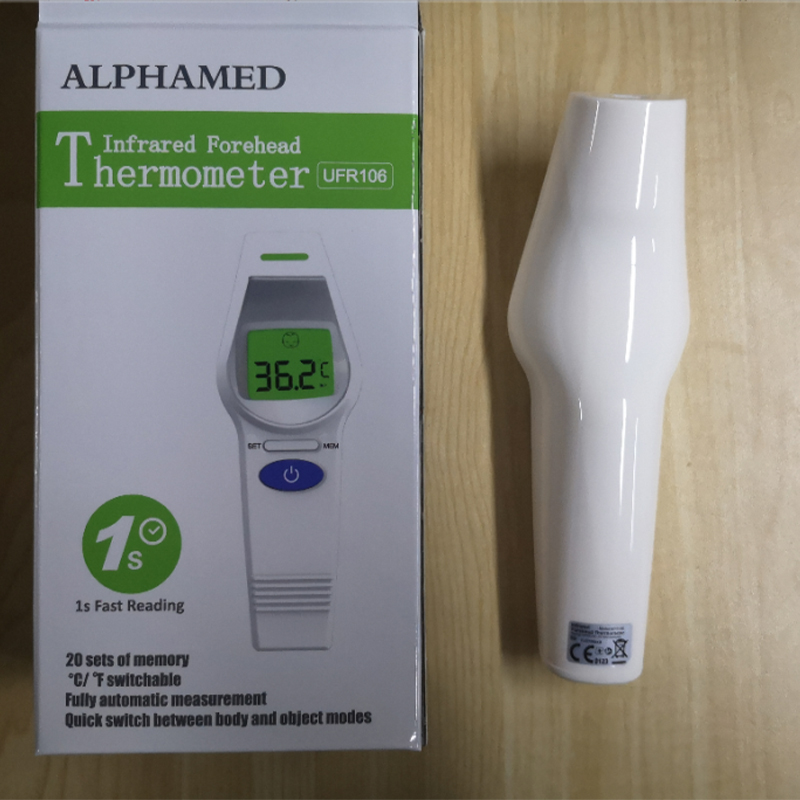 ALPHAMED
Infrared Forehead
Thermometer UFR106
36.2℃
SET MEM
1s
1s Fast Reading
20 sets of memory
°C/ °F switchable
Fully automatic measurement
Quick switch between body and object modes
CE